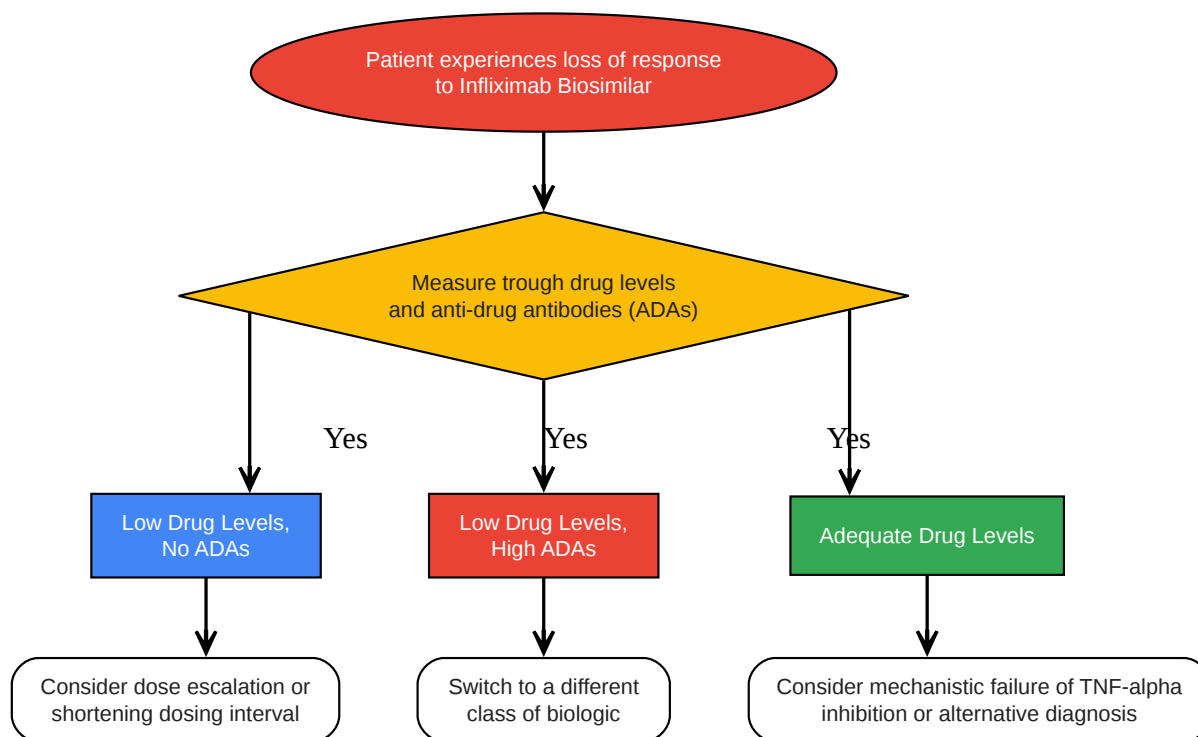 Patient experiences loss of response
to Infliximab Biosimilar
Measure trough drug levels
and anti-drug antibodies (ADAs)
Yes
Yes
Yes
Low Drug Levels,
No ADAs
Low Drug Levels,
High ADAs
Adequate Drug Levels
Consider dose escalation or
shortening dosing interval
Switch to a different
class of biologic
Consider mechanistic failure of TNF-alpha
inhibition or alternative diagnosis